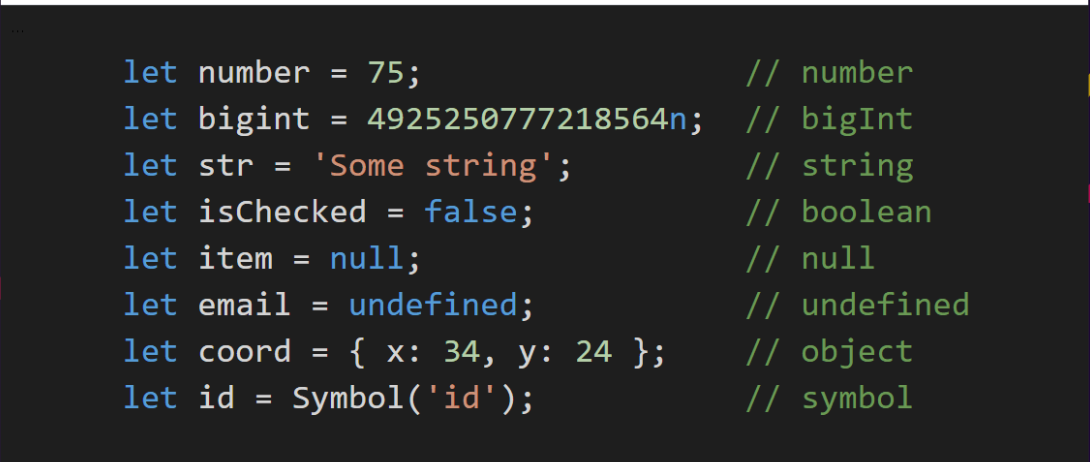 ...
let number = 75; // number
let bigint = 4925250777218564n; // bigInt
let str = 'Some string'; // string
let isChecked = false; // boolean
let item = null; // null
let email = undefined; // undefined
let coord = { x: 34, y: 24 }; // object
let id = Symbol('id'); // symbol